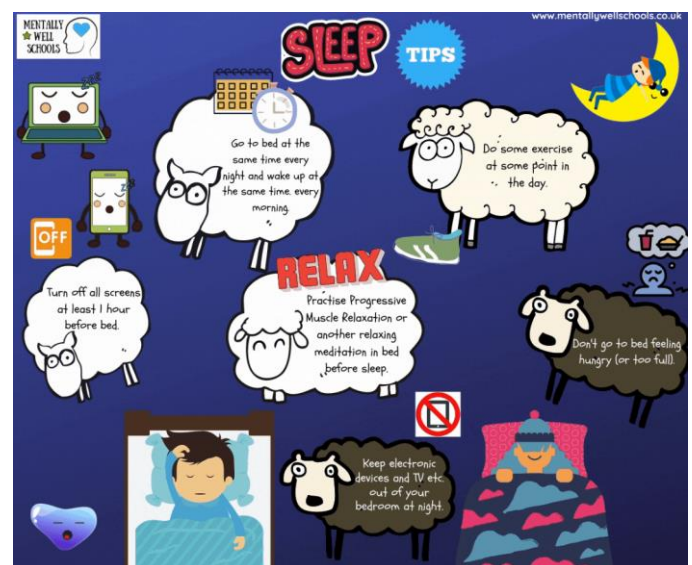 www.mentallywellschools.co.uk
MENTALLY
WELL
SCHOOLS
SLEEP
TIPS
zzz
Go to bed at the
same time every
night and wake up at
the same time. every
morning.
Do some exercise
at some point in
the day.
zzz
OFF
Turn off all screens
at least 1 hour
before bed.
RELAX
Practise Progressive
Muscle Relaxation or
another relaxing
meditation in bed
before sleep.
Don't go to bed feeling
hungry (or too full).
Keep electronic
devices and TV etc.
out of your
bedroom at night.